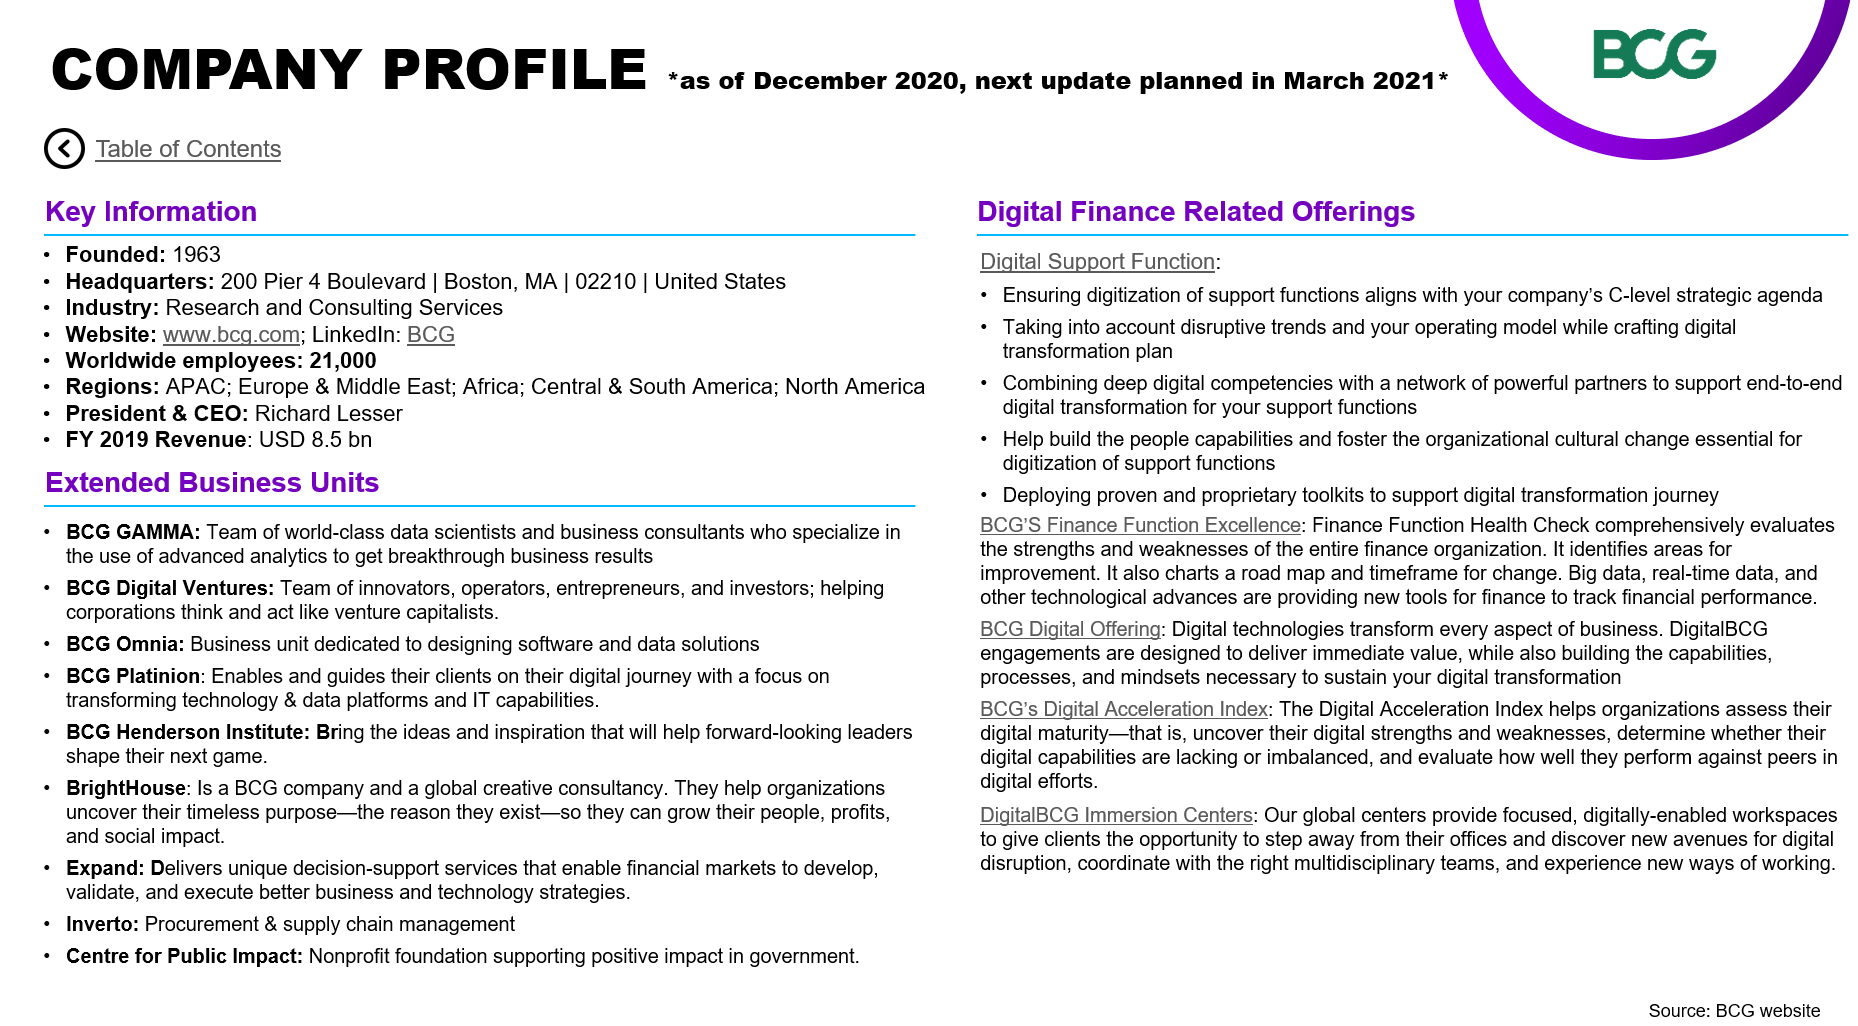 COMPANY PROFILE *as of December 2020, next update planned in March 2021*
BCG
Table of Contents
Key Information
• Founded: 1963
• Headquarters: 200 Pier 4 Boulevard | Boston, MA | 02210 | United States
• Industry: Research and Consulting Services
• Website: www.bcg.com; LinkedIn: BCG
• Worldwide employees: 21,000
• Regions: APAC; Europe & Middle East; Africa; Central & South America; North America
• President & CEO: Richard Lesser
• FY 2019 Revenue: USD 8.5 bn
Extended Business Units
• BCG GAMMA: Team of world-class data scientists and business consultants who specialize in
the use of advanced analytics to get breakthrough business results
• BCG Digital Ventures: Team of innovators, operators, entrepreneurs, and investors; helping
corporations think and act like venture capitalists.
• BCG Omnia: Business unit dedicated to designing software and data solutions
• BCG Platinion: Enables and guides their clients on their digital journey with a focus on
transforming technology & data platforms and IT capabilities.
• BCG Henderson Institute: Bring the ideas and inspiration that will help forward-looking leaders
shape their next game.
• BrightHouse: Is a BCG company and a global creative consultancy. They help organizations
uncover their timeless purpose—the reason they exist—so they can grow their people, profits,
and social impact.
• Expand: Delivers unique decision-support services that enable financial markets to develop,
validate, and execute better business and technology strategies.
• Inverto: Procurement & supply chain management
• Centre for Public Impact: Nonprofit foundation supporting positive impact in government.
Digital Finance Related Offerings
Digital Support Function:
• Ensuring digitization of support functions aligns with your company’s C-level strategic agenda
• Taking into account disruptive trends and your operating model while crafting digital
transformation plan
• Combining deep digital competencies with a network of powerful partners to support end-to-end
digital transformation for your support functions
• Help build the people capabilities and foster the organizational cultural change essential for
digitization of support functions
• Deploying proven and proprietary toolkits to support digital transformation journey
BCG’S Finance Function Excellence: Finance Function Health Check comprehensively evaluates
the strengths and weaknesses of the entire finance organization. It identifies areas for
improvement. It also charts a road map and timeframe for change. Big data, real-time data, and
other technological advances are providing new tools for finance to track financial performance.
BCG Digital Offering: Digital technologies transform every aspect of business. DigitalBCG
engagements are designed to deliver immediate value, while also building the capabilities,
processes, and mindsets necessary to sustain your digital transformation
BCG’s Digital Acceleration Index: The Digital Acceleration Index helps organizations assess their
digital maturity—that is, uncover their digital strengths and weaknesses, determine whether their
digital capabilities are lacking or imbalanced, and evaluate how well they perform against peers in
digital efforts.
DigitalBCG Immersion Centers: Our global centers provide focused, digitally-enabled workspaces
to give clients the opportunity to step away from their offices and discover new avenues for digital
disruption, coordinate with the right multidisciplinary teams, and experience new ways of working.
Source: BCG website